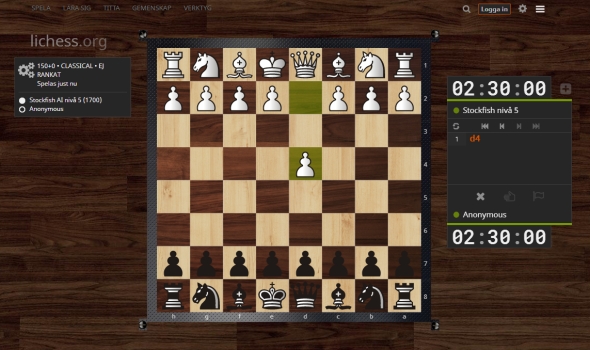 SPELA LÄRA SIG TITTA GEMENSKAP VERKTYG
Logga in
lichess.org
150+0 • CLASSICAL • EJ
RANKAT
Spelas just nu
Stockfish AI nivå 5 (1700)
Anonymous
02:30:00
Stockfish nivå 5
1 d4
Anonymous
02:30:00
1
2
3
4
5
6
7
8
h g f e d c b a